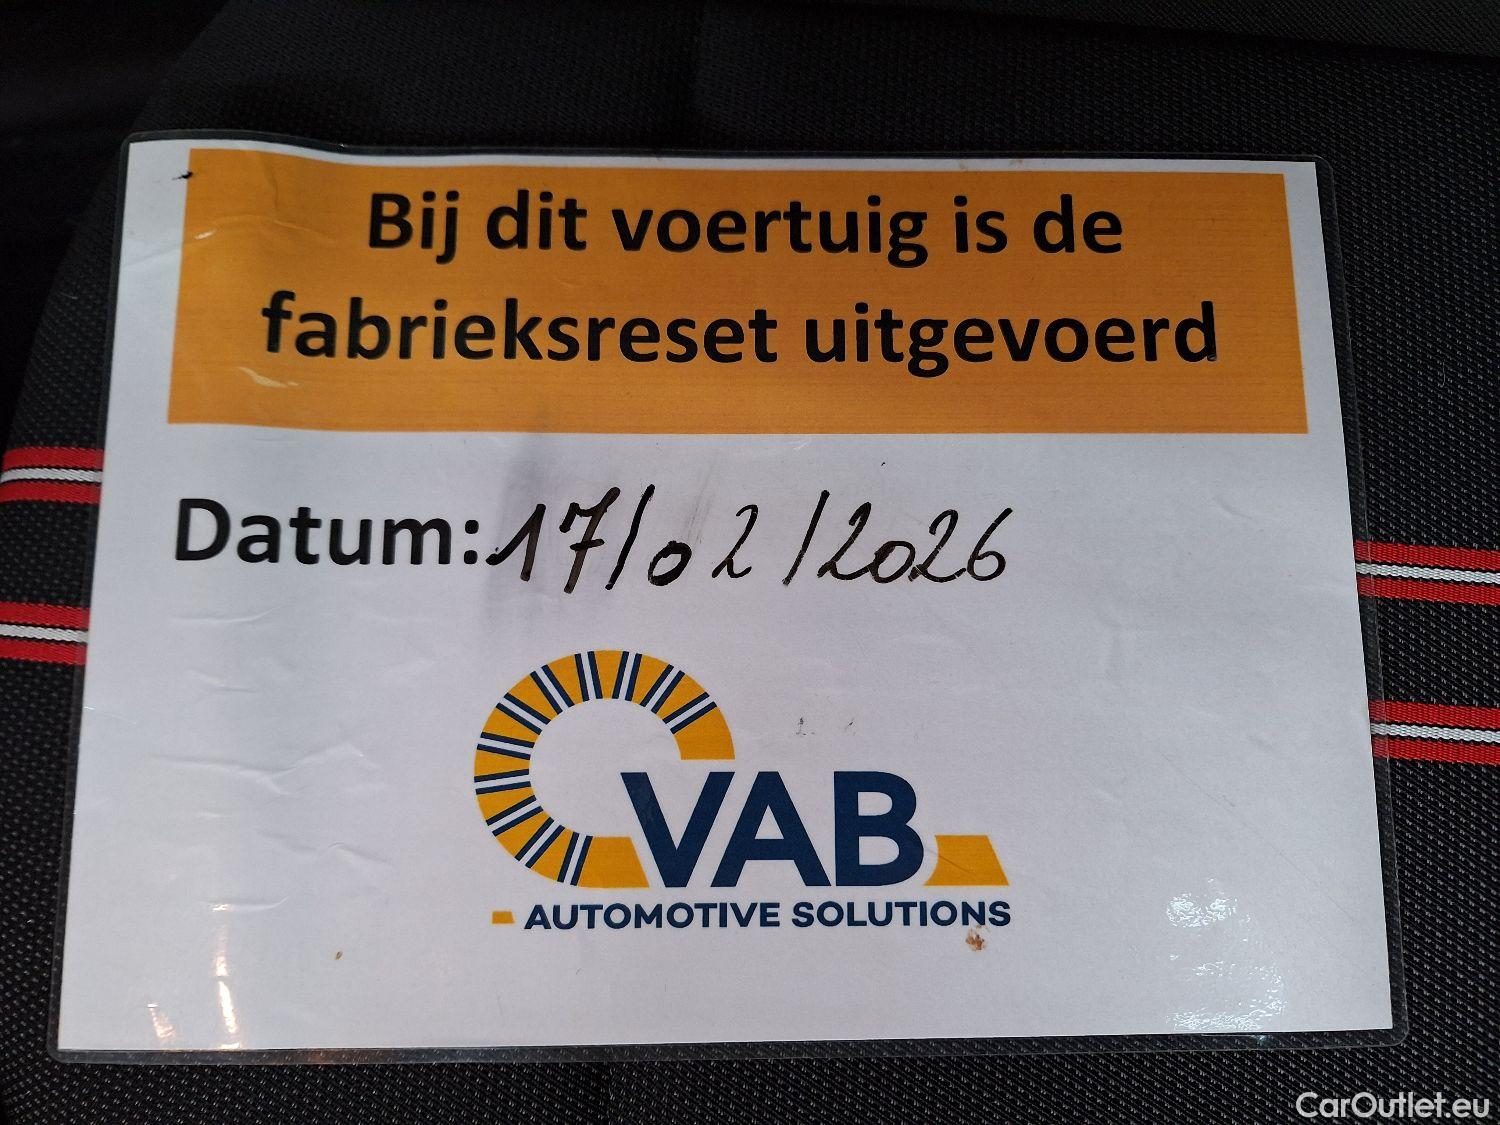 Bij dit voertuig is de
fabrieksreset uitgevoerd
Datum: 17/02/2026
VAB
AUTOMOTIVE SOLUTIONS
CarOutlet.eu